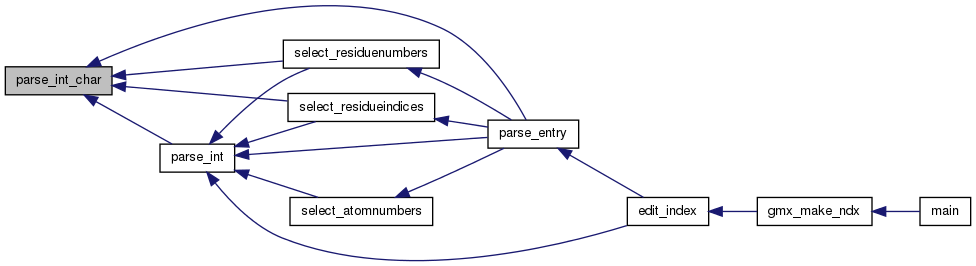 parse_int_char
select_residuenumbers
select_residueindices
parse_entry
parse_int
select_atomnumbers
edit_index
gmx_make_ndx
main